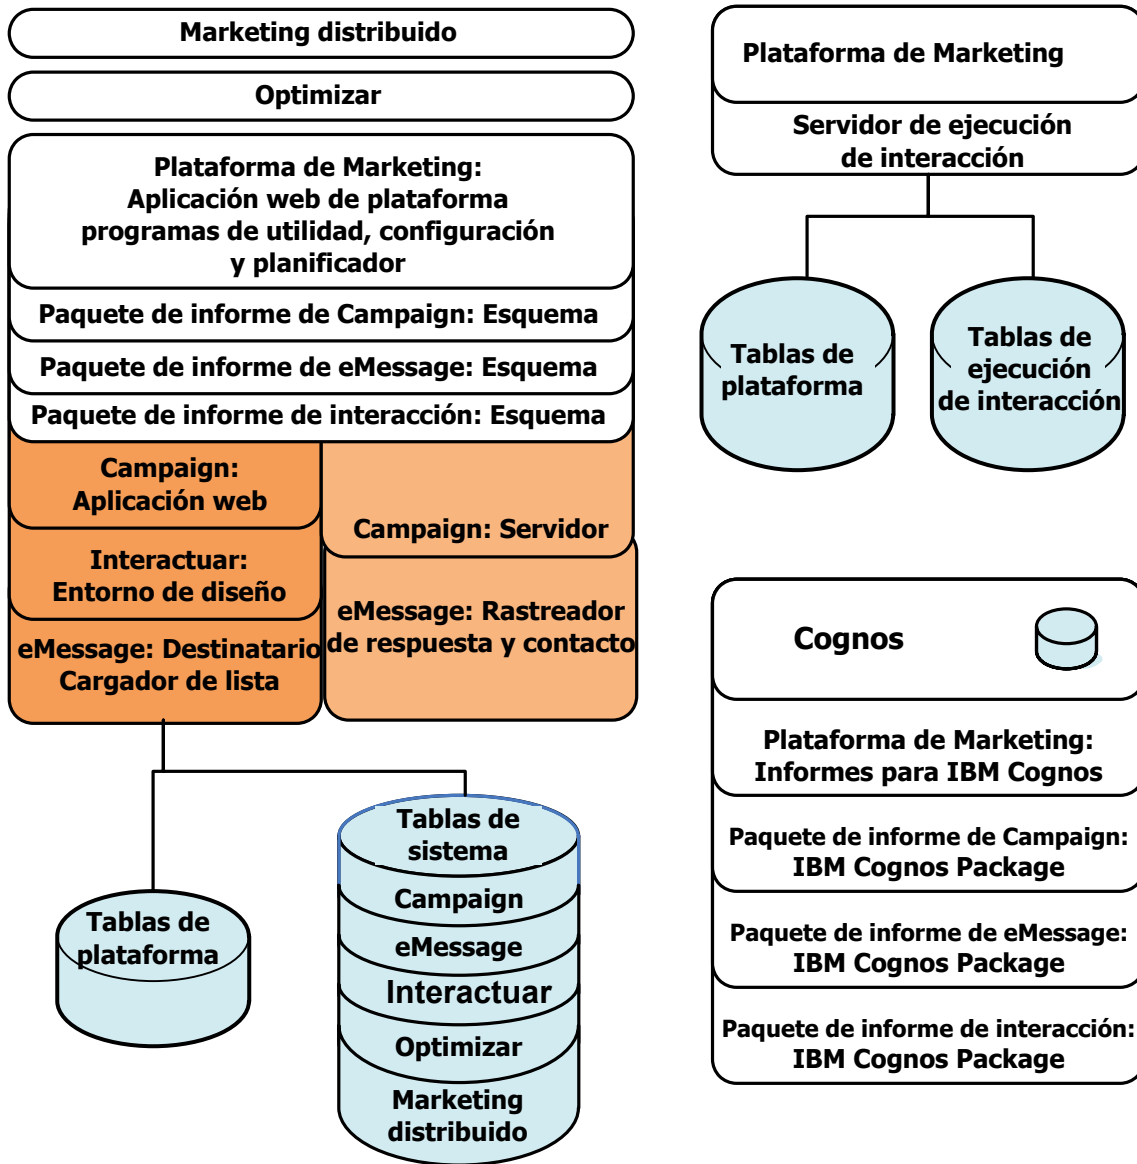 Marketing distribuido
Optimizar
Plataforma de Marketing:
Aplicación web de plataforma
programas de utilidad, configuración
y planificador
Paquete de informe de Campaign: Esquema
Paquete de informe de eMessage: Esquema
Paquete de informe de interacción: Esquema
Campaign:
Aplicación web
Interactuar:
Entorno de diseño
eMessage: Destinatario
Cargador de lista
Campaign: Servidor
eMessage: Rastreador
de respuesta y contacto
Tablas de
plataforma
Tablas de
sistema
Campaign
eMessage
Interactuar
Optimizar
Marketing
distribuido
Plataforma de Marketing
Servidor de ejecución
de interacción
Tablas de
plataforma
Tablas de
ejecución
de interacción
Cognos
Plataforma de Marketing:
Informes para IBM Cognos
Paquete de informe de Campaign:
IBM Cognos Package
Paquete de informe de eMessage:
IBM Cognos Package
Paquete de informe de interacción:
IBM Cognos Package